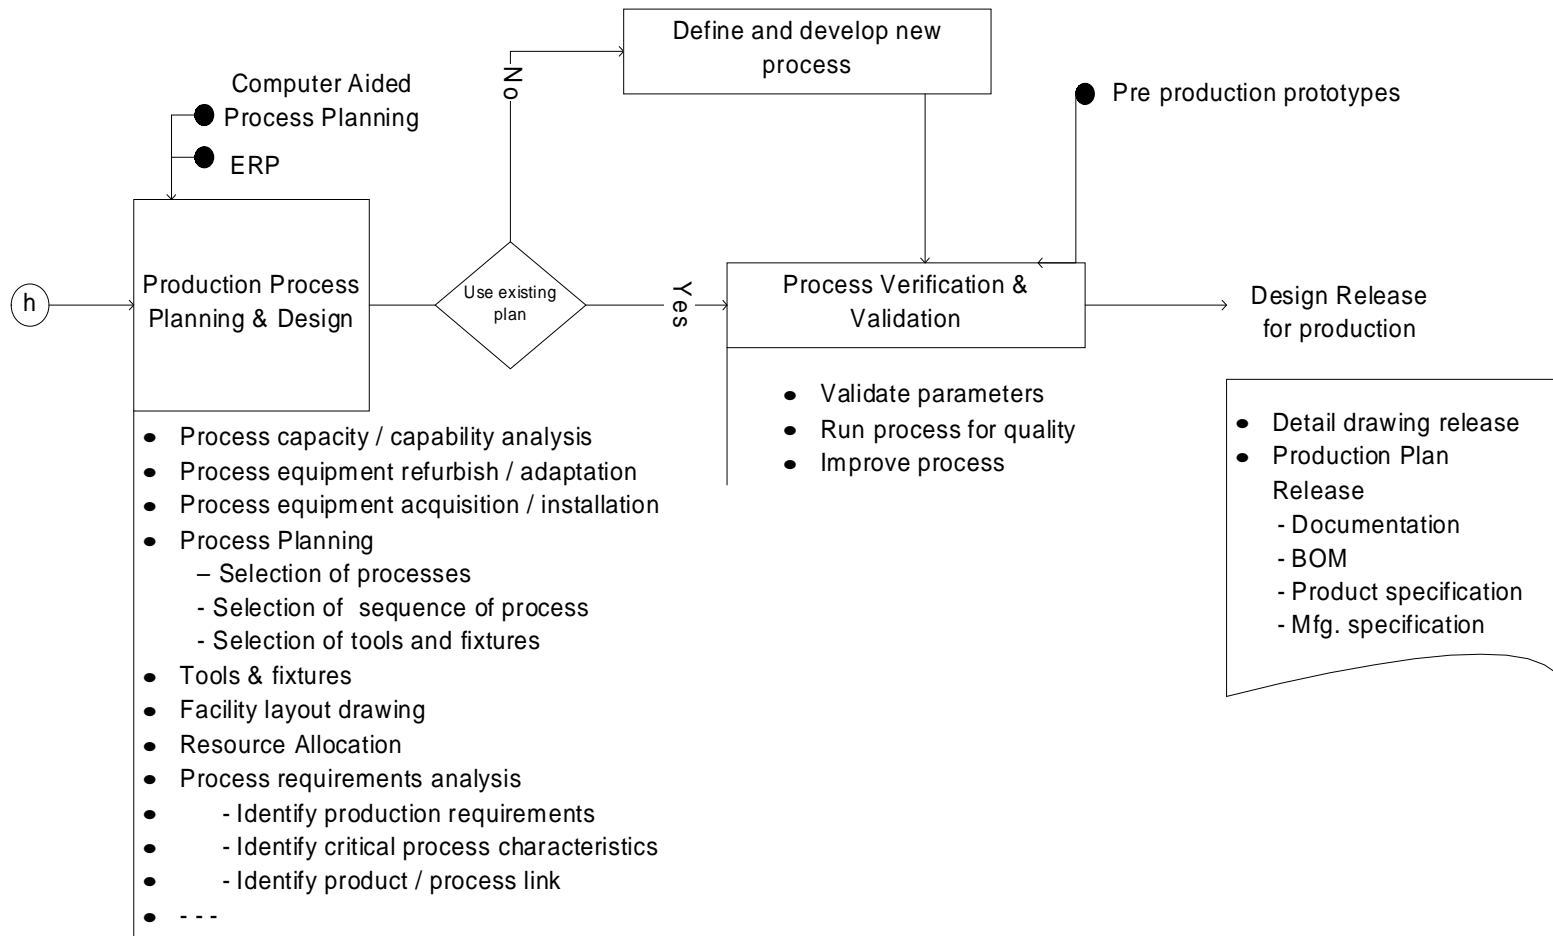 Define and develop new
process
No
Computer Aided
Process Planning
ERP
Pre production prototypes
h
Production Process
Planning & Design
Use existing
plan
Yes
Process Verification &
Validation
Design Release
for production
• Validate parameters
• Run process for quality
• Improve process
• Detail drawing release
• Production Plan
Release
- Documentation
- BOM
- Product specification
- Mfg. specification
• Process capacity / capability analysis
• Process equipment refurbish / adaptation
• Process equipment acquisition / installation
• Process Planning
– Selection of processes
- Selection of sequence of process
- Selection of tools and fixtures
• Tools & fixtures
• Facility layout drawing
• Resource Allocation
• Process requirements analysis
• - Identify production requirements
• - Identify critical process characteristics
• - Identify product / process link
• - - -